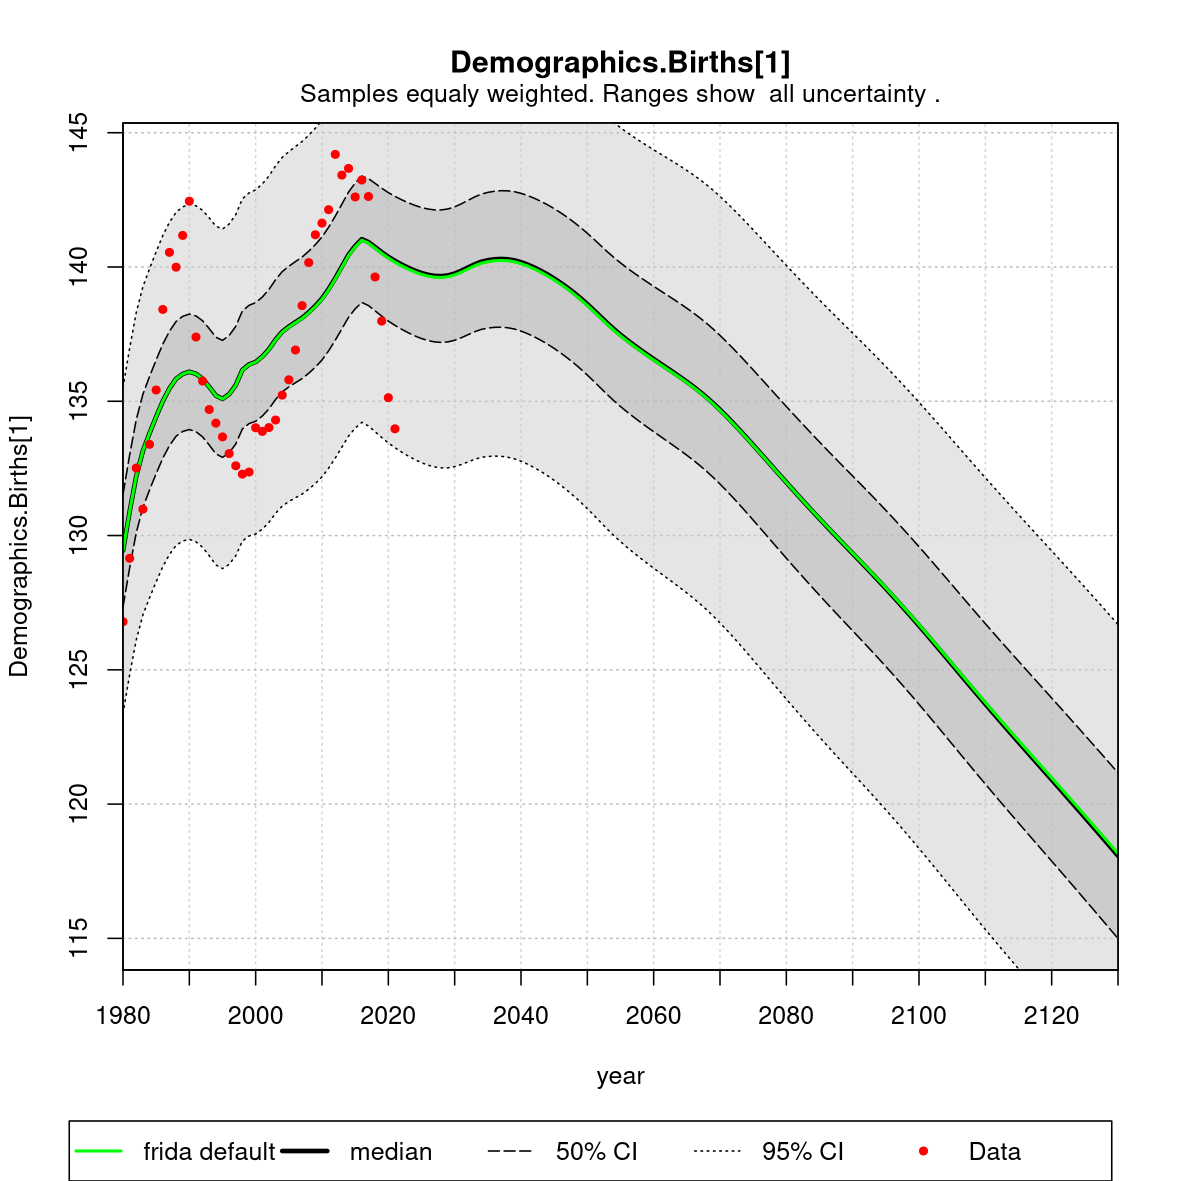 Demographics.Births[1]
Samples equaly weighted. Ranges show  all uncertainty .
Demographics.Births[1]
145
140
135
130
125
120
115
1980 2000 2020 2040 2060 2080 2100 2120
year
frida default median 50% CI 95% CI Data